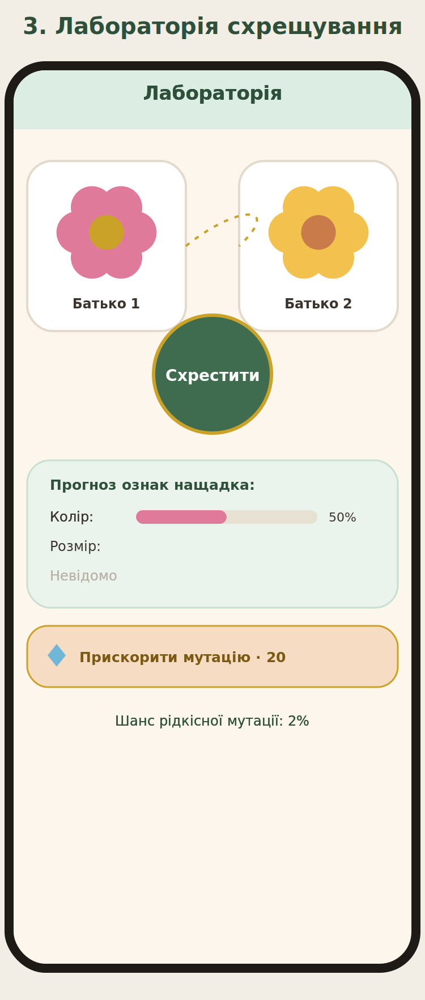 3. Лабораторія схрещування
Лабораторія
Батько 1
Батько 2
Схрестити
Прогноз ознак нащадка:
Колір: 50%
Розмір:
Невідомо
Прискорити мутацію · 20
Шанс рідкісної мутації: 2%